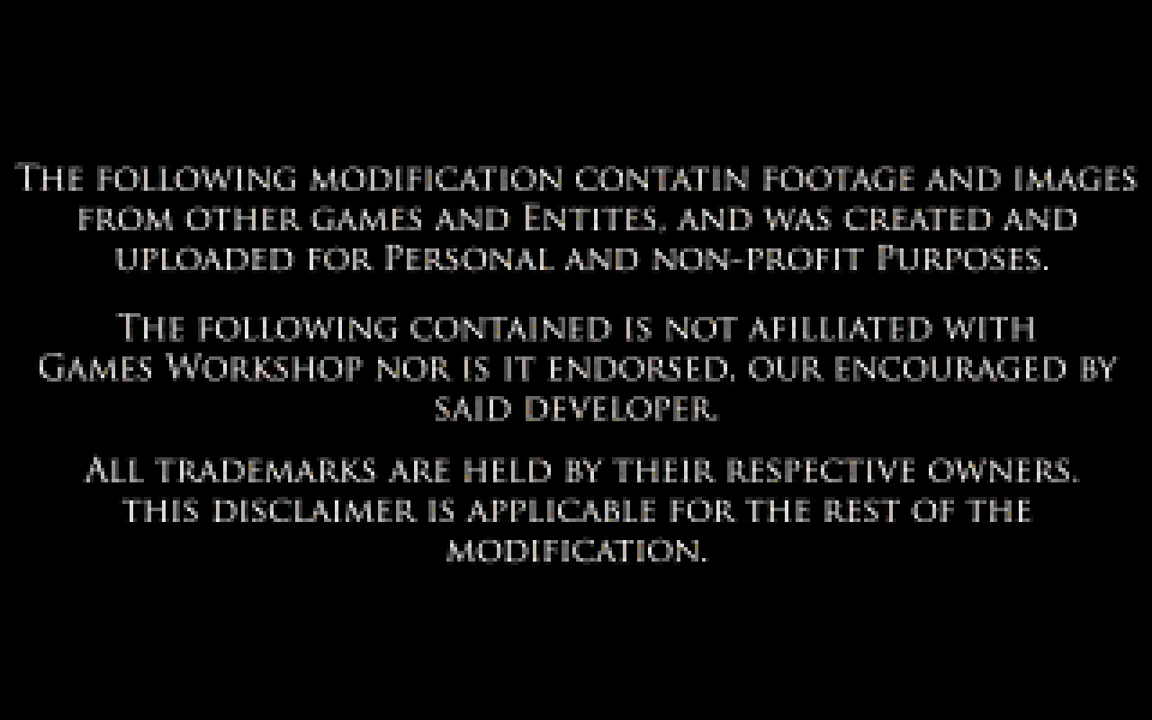 The following modification contatin footage and images
from other games and Entites, and was created and
uploaded for Personal and non-profit Purposes.
The following contained is not afilliated with
Games Workshop nor is it endorsed, our encouraged by
said developer.
All trademarks are held by their respective owners.
this disclaimer is applicable for the rest of the
modification.